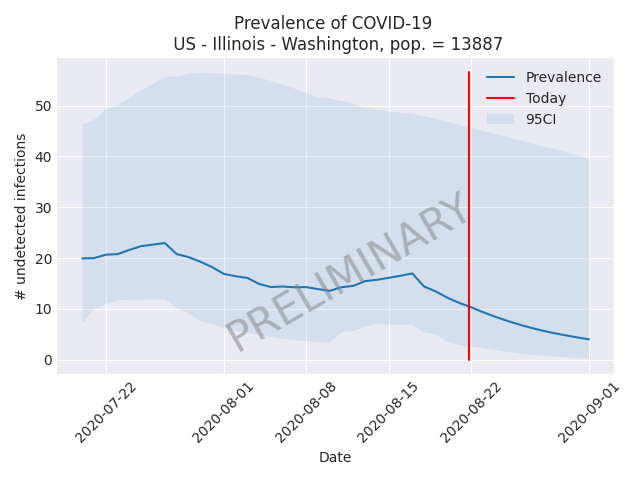 Prevalence of COVID-19
US - Illinois - Washington, pop. = 13887
Prevalence
Today
95CI
# undetected infections
50
40
30
20
10
0
PRELIMINARY
2020-07-22
2020-08-01
2020-08-08
2020-08-15
2020-08-22
2020-09-01
Date